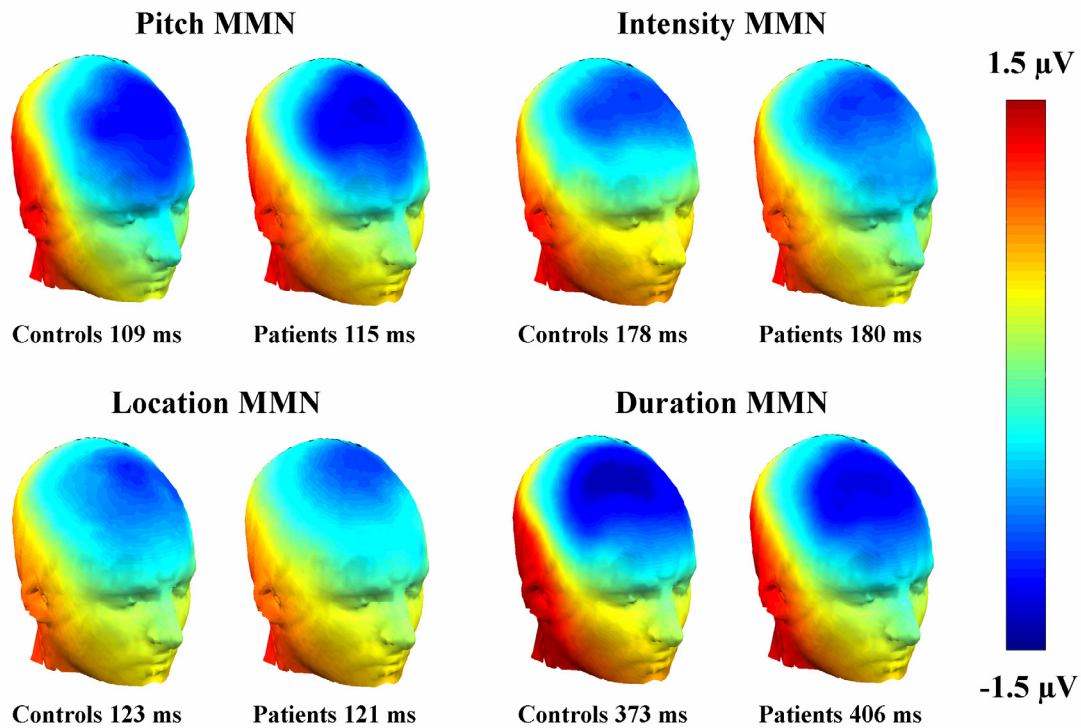 Pitch MMN
Intensity MMN
1.5 μV
Controls 109 ms
Patients 115 ms
Controls 178 ms
Patients 180 ms
Location MMN
Duration MMN
-1.5 μV
Controls 123 ms
Patients 121 ms
Controls 373 ms
Patients 406 ms